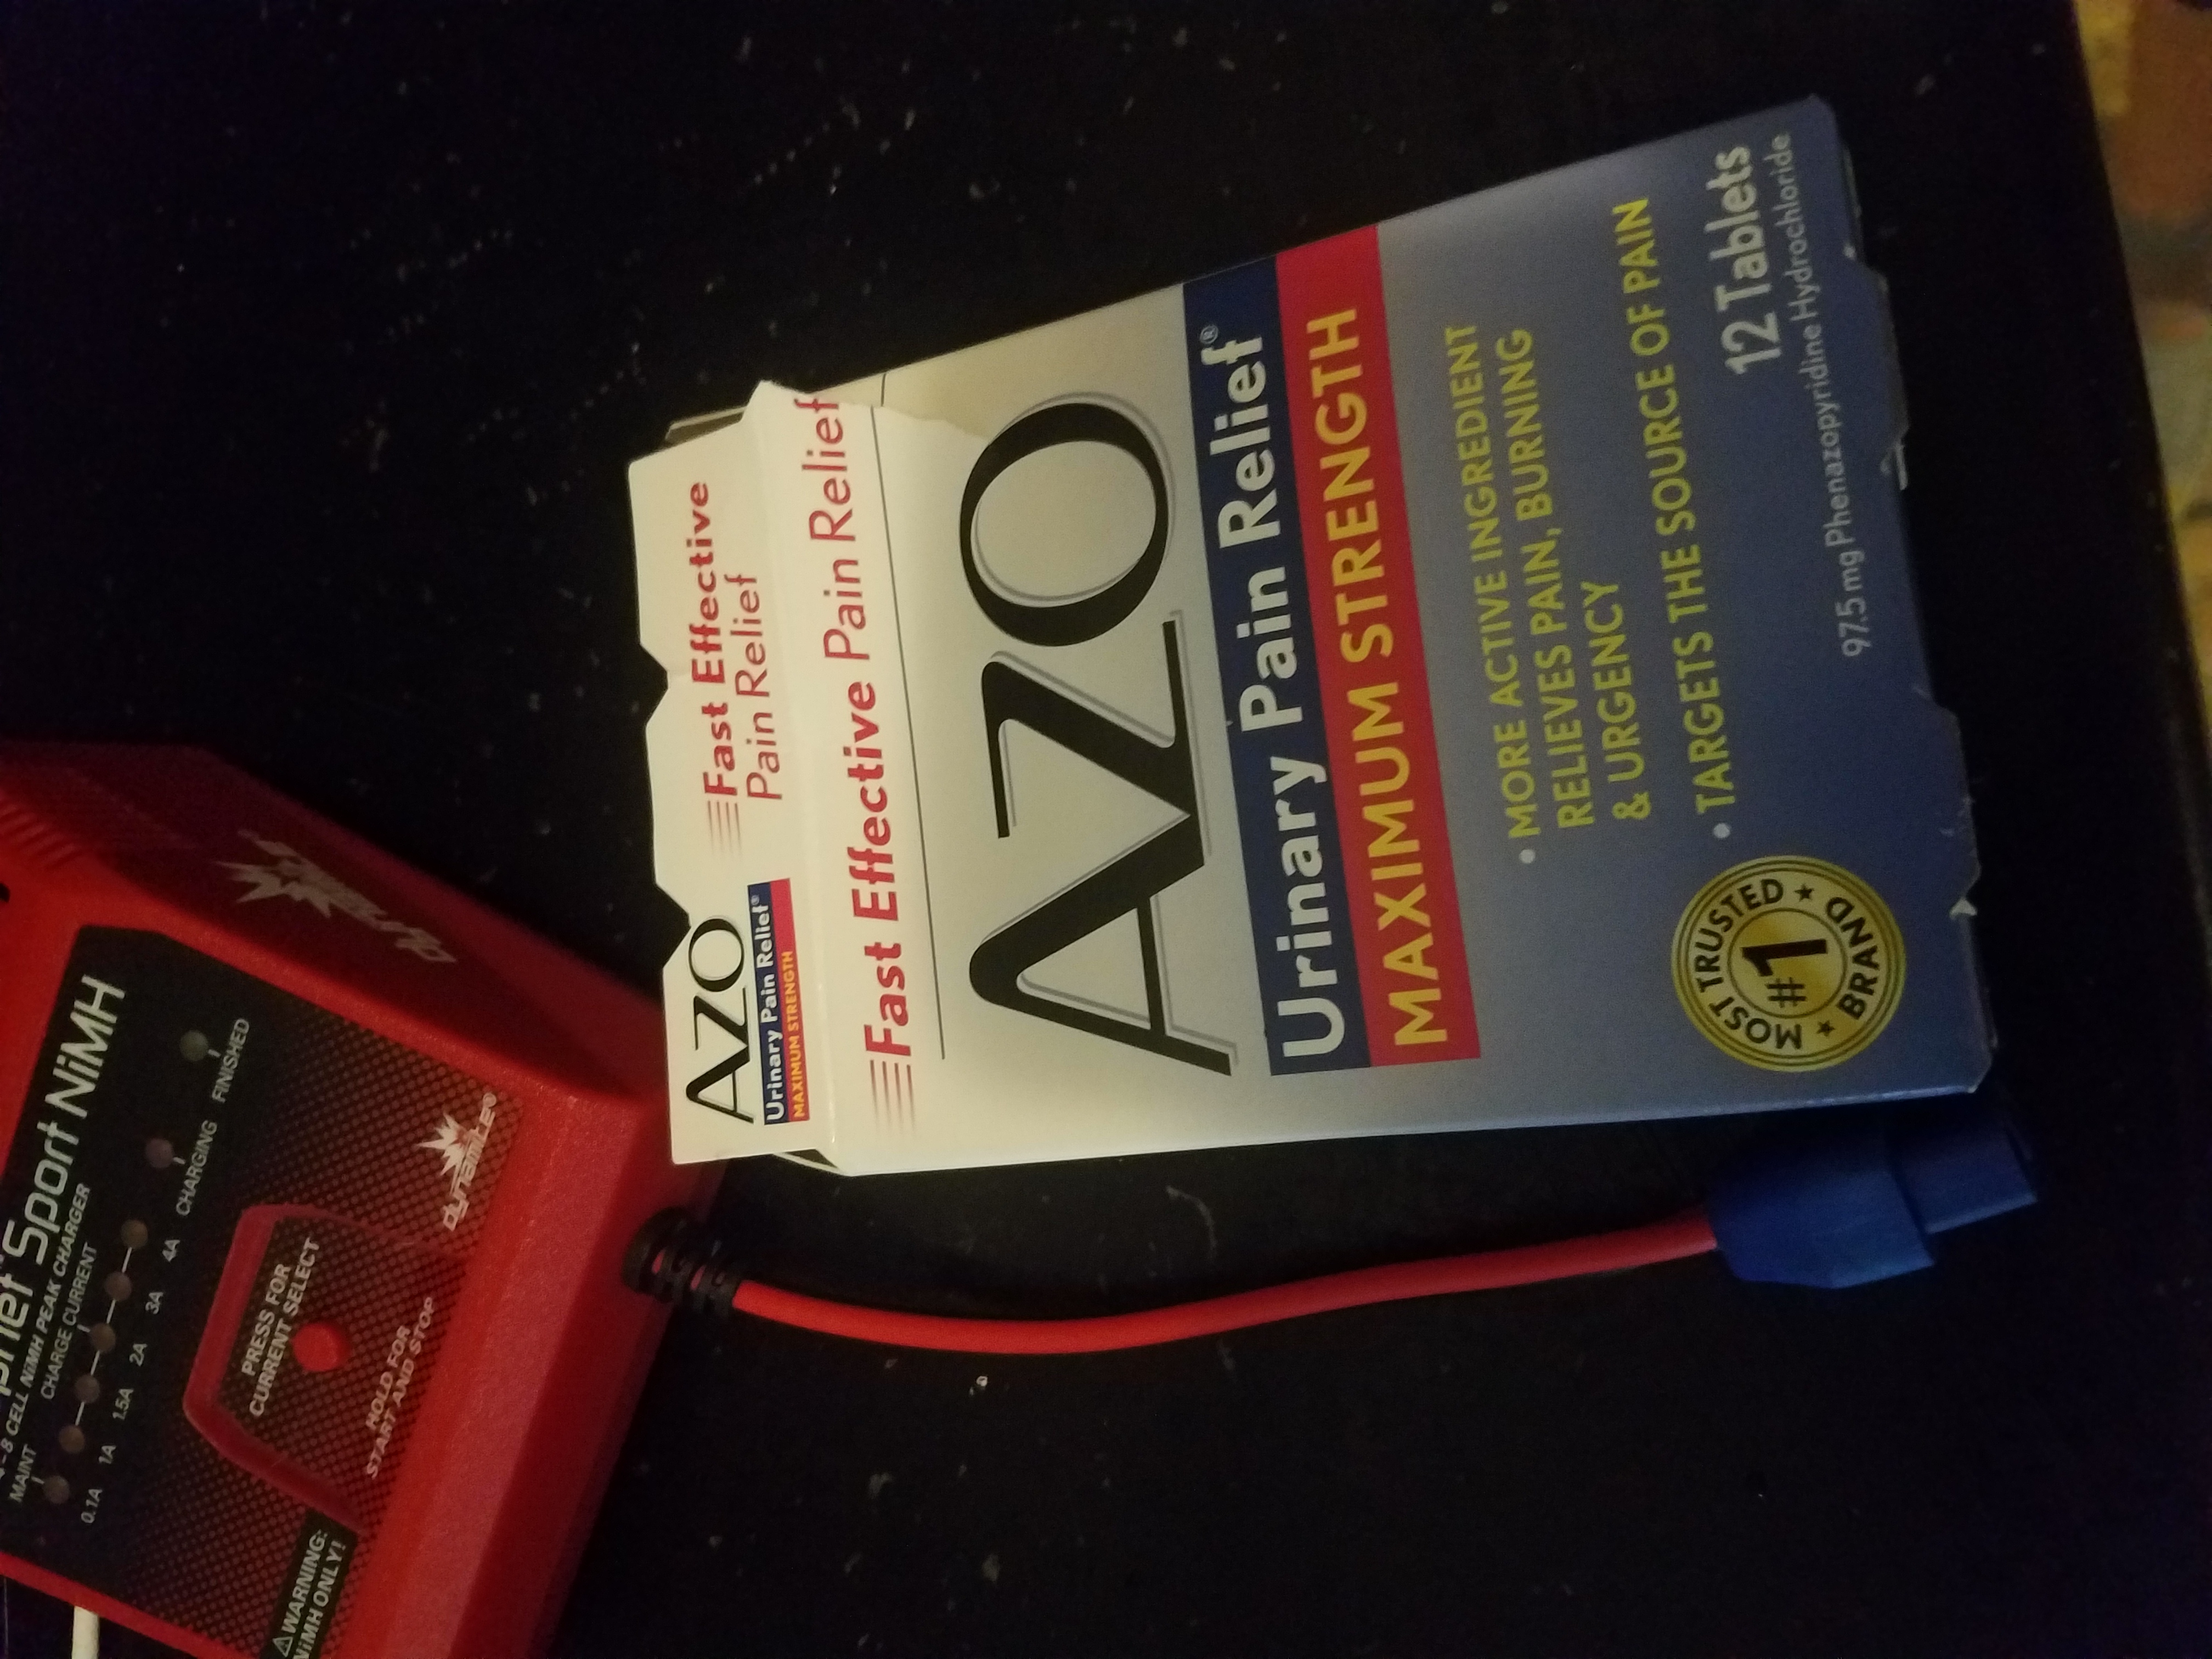 Fast Effective
Pain Relief
AZO
Urinary Pain Relief®
MAXIMUM STRENGTH
Fast Effective Pain Relief
AZO
Urinary Pain Relief®
MAXIMUM STRENGTH
• MORE ACTIVE INGREDIENT
RELIEVES PAIN, BURNING
& URGENCY
• TARGETS THE SOURCE OF PAIN
MOST TRUSTED
#1
BRAND
12 Tablets
97.5 mg Phenazopyridine Hydrochloride
Sport NiMH
8 CELL NiMH PEAK CHARGER
CHARGE CURRENT
MAINT
0.1A 1A 1.5A 2A 3A 4A CHARGING FINISHED
PRESS FOR
CURRENT SELECT
HOLD FOR
START AND STOP
DYNAMITE®
DYNAMITE
⚠WARNING:
NiMH ONLY!